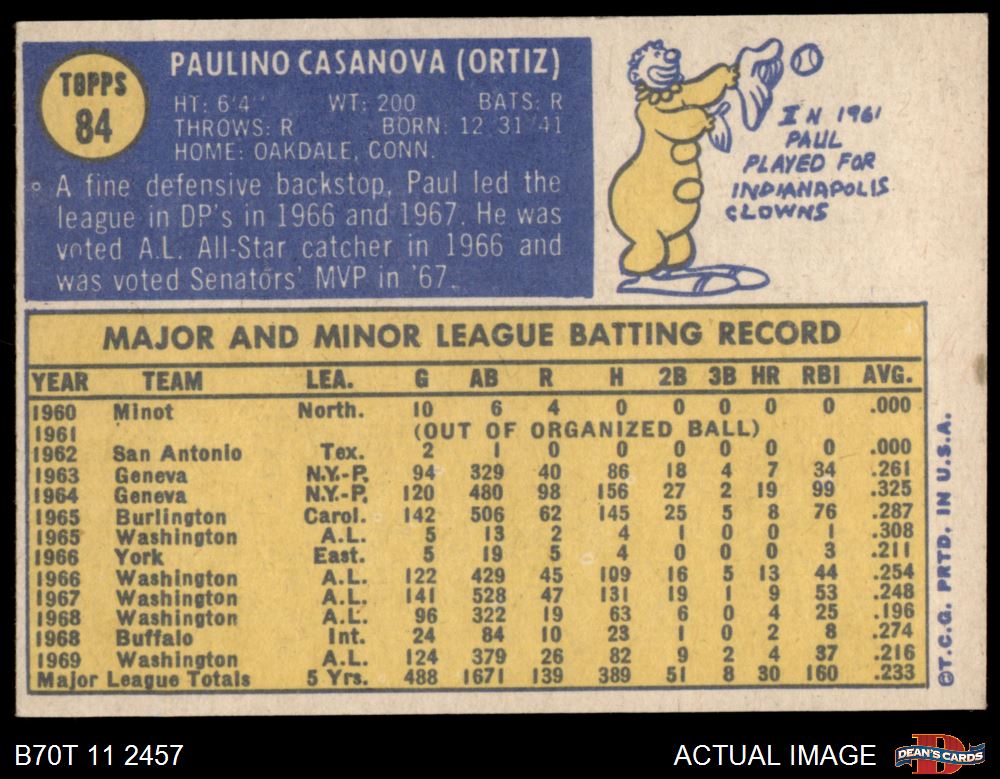 TOPPS
84
PAULINO CASANOVA (ORTIZ)
HT: 6'4" WT: 200 BATS: R
THROWS: R BORN: 12 31 41
HOME: OAKDALE, CONN.
A fine defensive backstop, Paul led the
league in DP's in 1966 and 1967. He was
voted A.L. All-Star catcher in 1966 and
was voted Senators' MVP in '67.
IN 1961
PAUL
PLAYED FOR
INDIANAPOLIS
CLOWNS
MAJOR AND MINOR LEAGUE BATTING RECORD
YEAR TEAM LEA. G AB R H 2B 3B HR RBI AVG.
1960 Minot North. 10 6 4 0 0 0 0 0 .000
1961 (OUT OF ORGANIZED BALL)
1962 San Antonio Tex. 2 1 0 0 0 0 0 0 .000
1963 Geneva N.Y.-P. 94 329 40 86 18 4 7 34 .261
1964 Geneva N.Y.-P. 120 480 98 156 27 2 19 99 .325
1965 Burlington Carol. 142 506 62 145 25 5 8 76 .287
1965 Washington A.L. 5 13 2 4 1 0 0 1 .308
1966 York East. 5 19 5 4 0 0 0 3 .211
1966 Washington A.L. 122 429 45 109 16 5 13 44 .254
1967 Washington A.L. 141 528 47 131 19 1 9 53 .248
1968 Washington A.L. 96 322 19 63 6 0 4 25 .196
1968 Buffalo Int. 24 84 10 23 1 0 2 8 .274
1969 Washington A.L. 124 379 26 82 9 2 4 37 .216
Major League Totals 5 Yrs. 488 1671 139 389 51 8 30 160 .233
©T.C.G. PRTD. IN U.S.A.
B70T 11 2457
ACTUAL IMAGE
D
DEAN'S CARDS